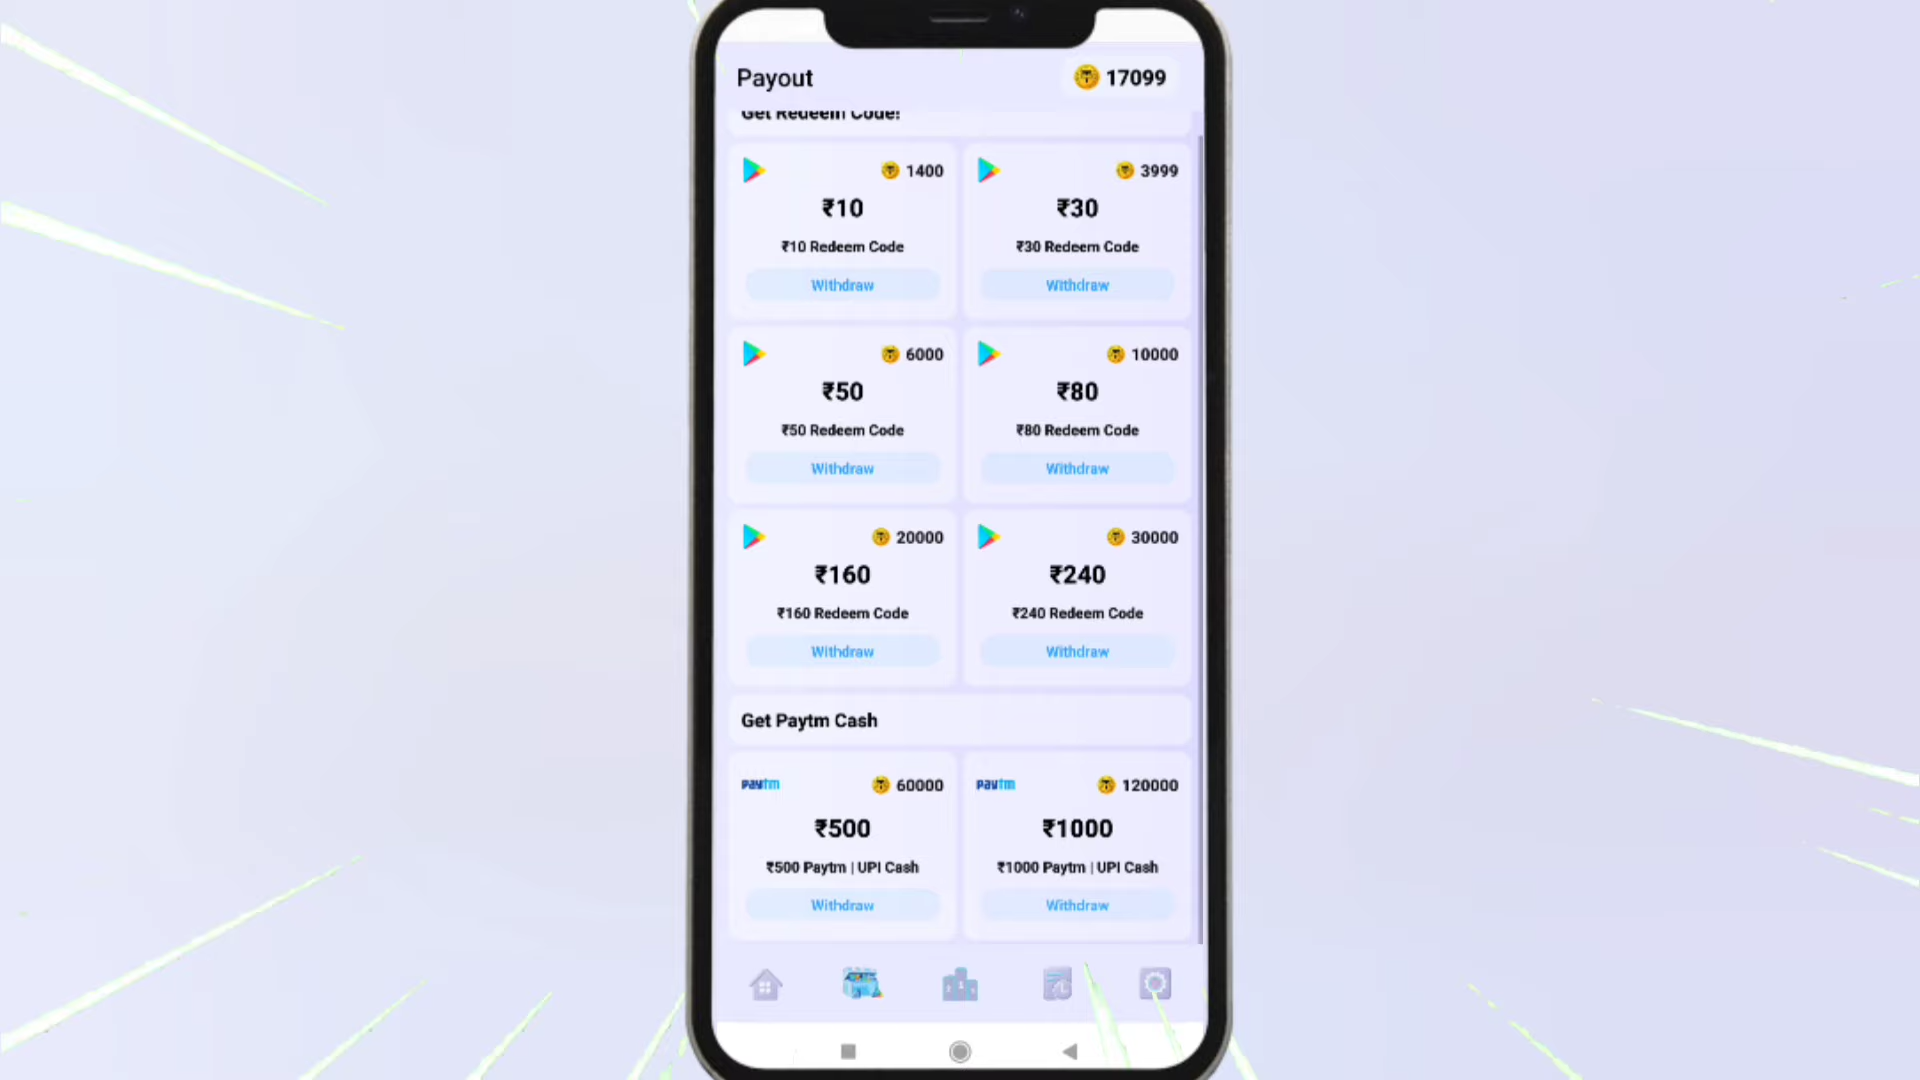 Payout
17099
Get Redeem Code!
1400
3999
₹10
₹30
₹10 Redeem Code
₹30 Redeem Code
Withdraw
Withdraw
6000
10000
₹50
₹80
₹50 Redeem Code
₹80 Redeem Code
Withdraw
Withdraw
20000
30000
₹160
₹240
₹160 Redeem Code
₹240 Redeem Code
Withdraw
Withdraw
Get Paytm Cash
paytm
60000
paytm
120000
₹500
₹1000
₹500 Paytm | UPI Cash
₹1000 Paytm | UPI Cash
Withdraw
Withdraw